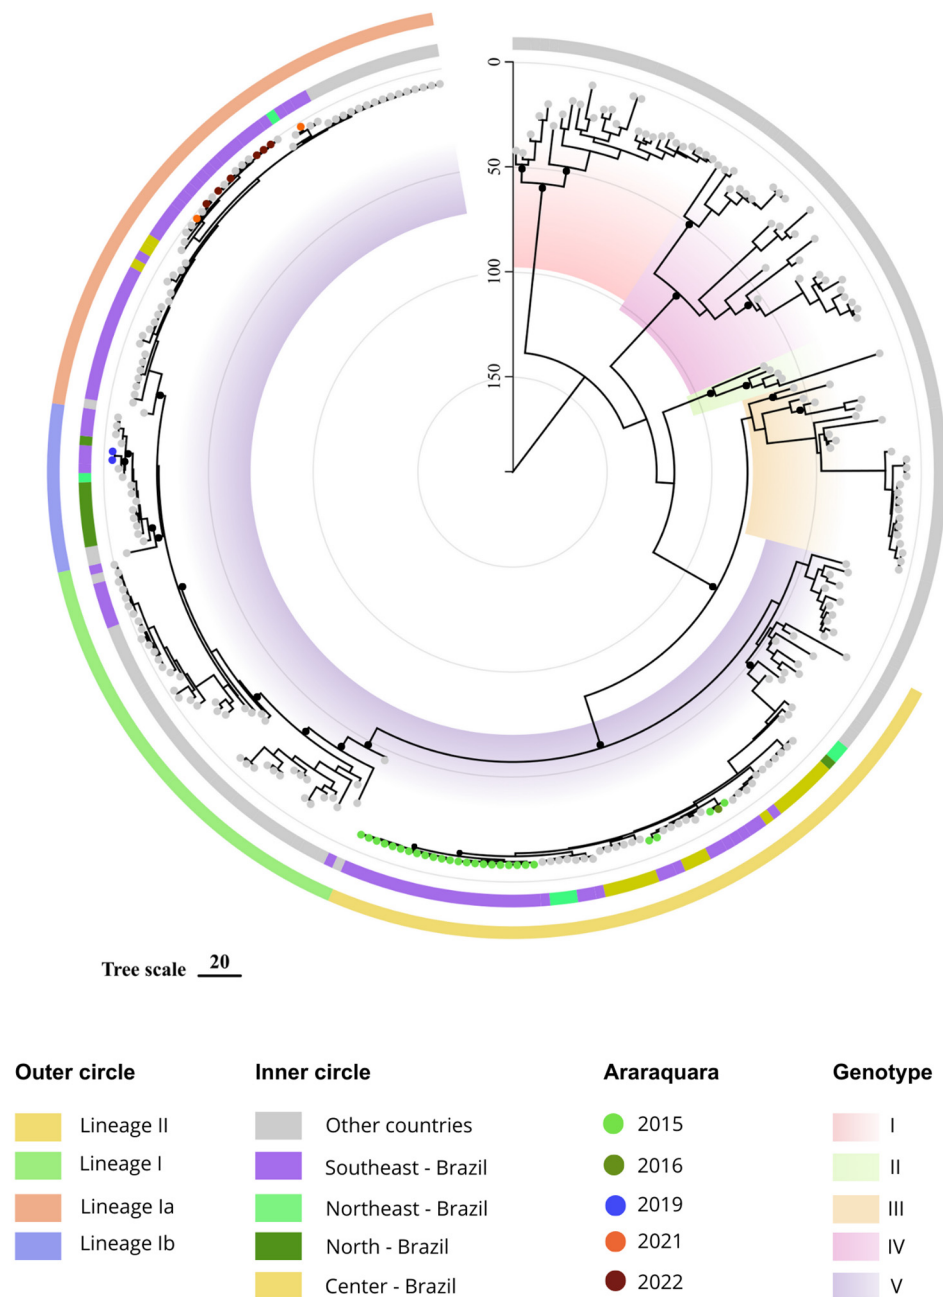 0
50
100
150
Tree scale 20
Outer circle Inner circle Araraquara Genotype
Lineage II Other countries 2015 I
Lineage I Southeast - Brazil 2016 II
Lineage Ia Northeast - Brazil 2019 III
Lineage Ib North - Brazil 2021 IV
Center - Brazil 2022 V